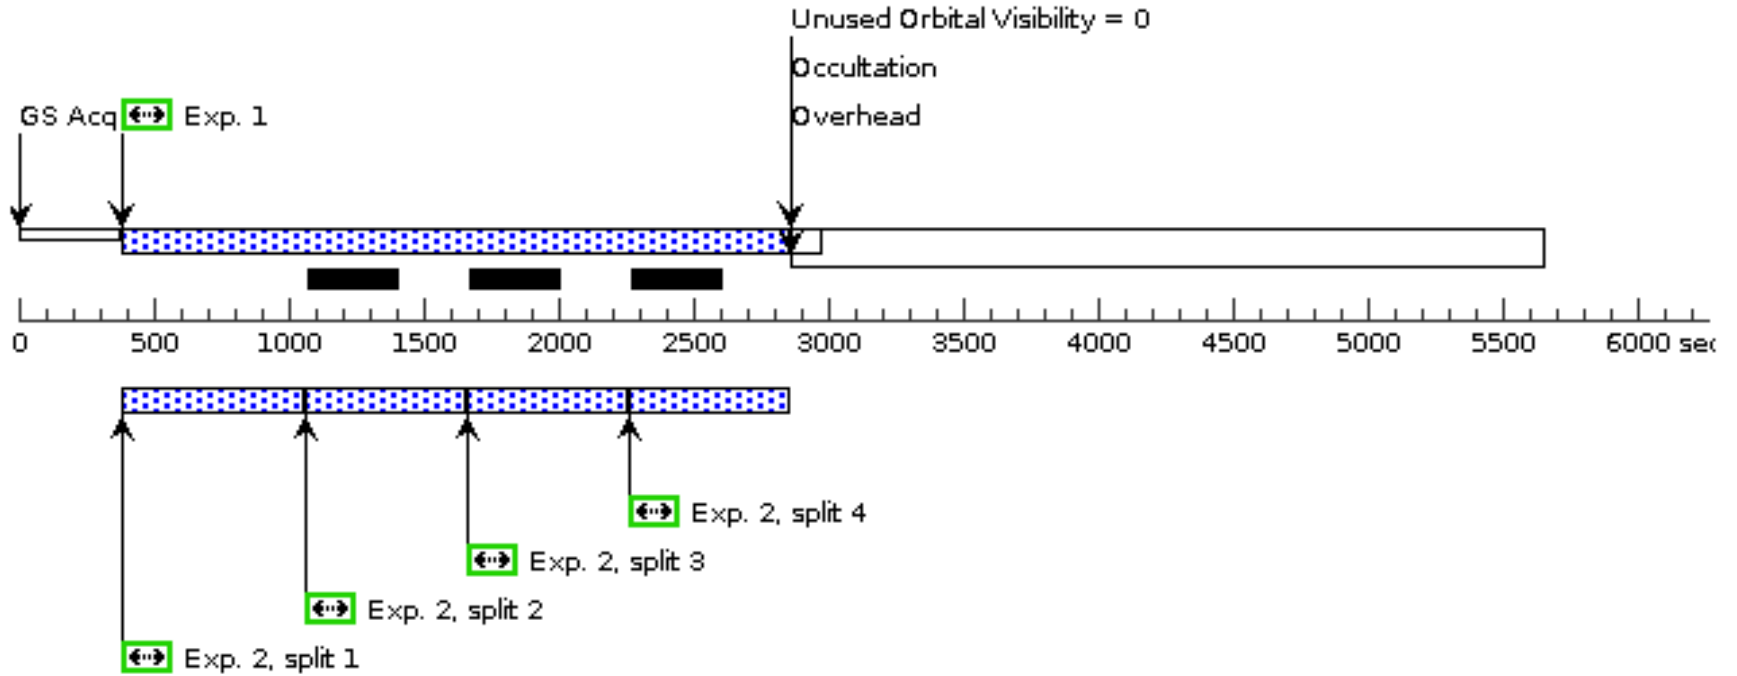 Unused Orbital Visibility = 0
Occultation
GS Acq Exp. 1 Overhead
0 500 1000 1500 2000 2500 3000 3500 4000 4500 5000 5500 6000 sec
Exp. 2, split 4
Exp. 2, split 3
Exp. 2, split 2
Exp. 2, split 1